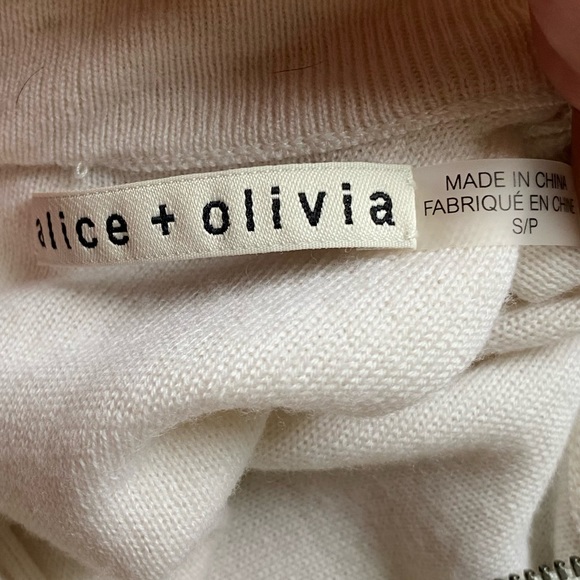 alice + olivia
MADE IN CHINA
FABRIQUÉ EN CHINE
S/P